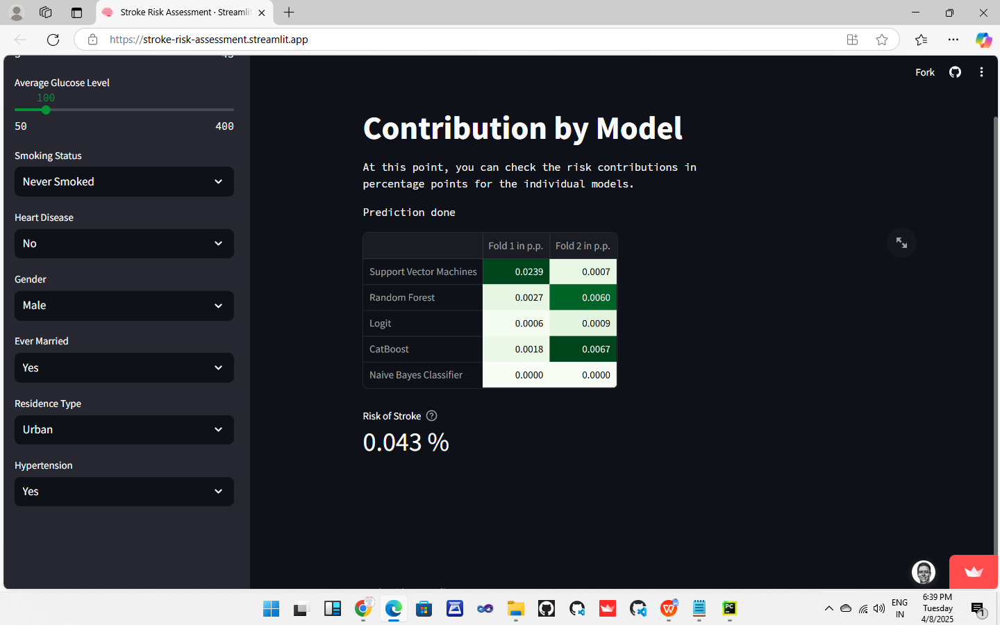 Stroke Risk Assessment · Streamlit
https://stroke-risk-assessment.streamlit.app
Average Glucose Level
100
50 400
Smoking Status
Never Smoked
Heart Disease
No
Gender
Male
Ever Married
Yes
Residence Type
Urban
Hypertension
Yes
Fork
Contribution by Model
At this point, you can check the risk contributions in
percentage points for the individual models.
Prediction done
Fold 1 in p.p. Fold 2 in p.p.
Support Vector Machines 0.0239 0.0007
Random Forest 0.0027 0.0060
Logit 0.0006 0.0009
CatBoost 0.0018 0.0067
Naive Bayes Classifier 0.0000 0.0000
Risk of Stroke ?
0.043 %
PC
ENG
IN
6:39 PM
Tuesday
4/8/2025
1